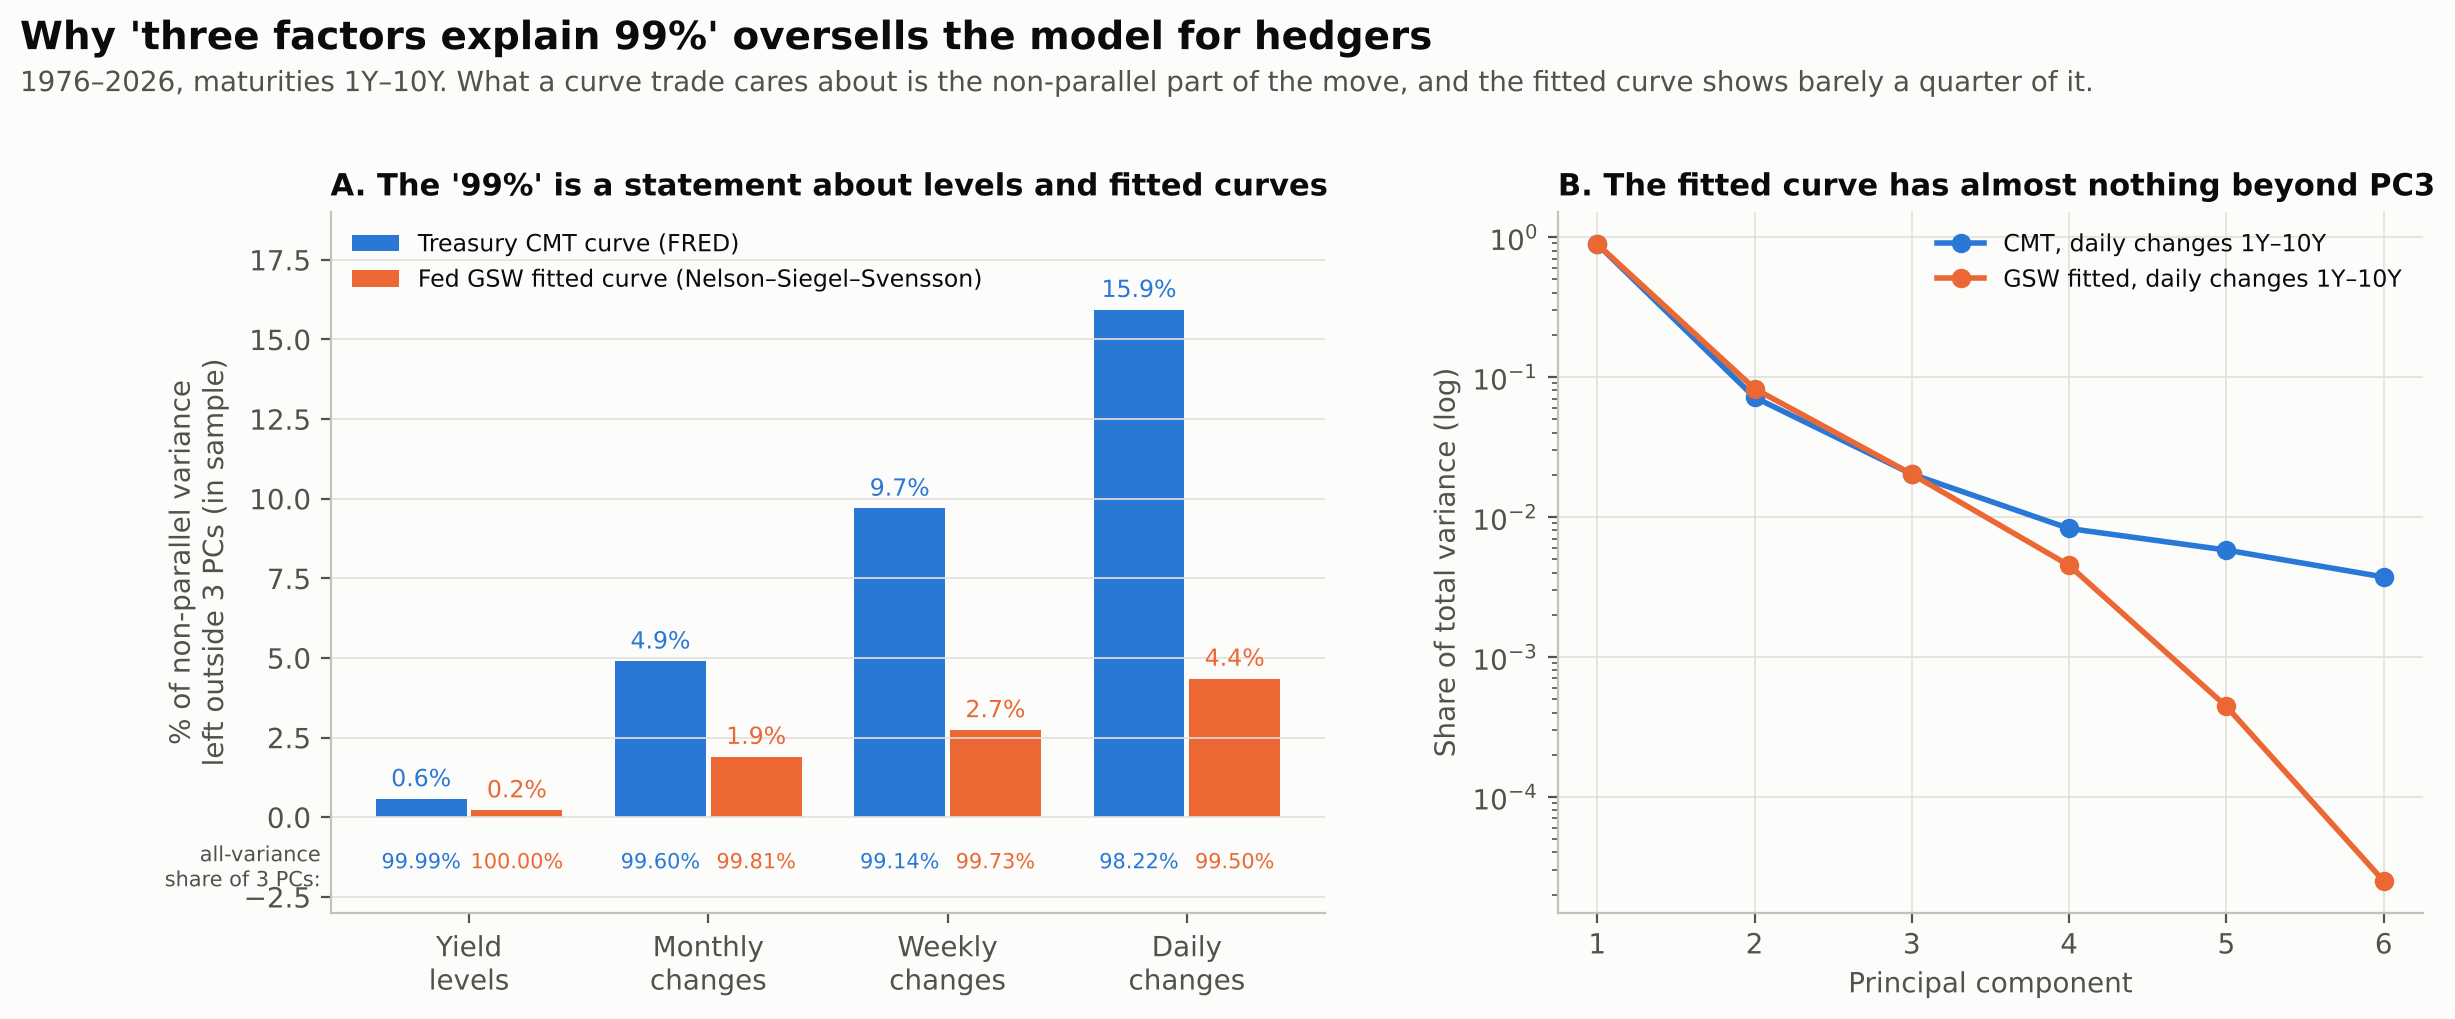 Why 'three factors explain 99%' oversells the model for hedgers
1976–2026, maturities 1Y–10Y. What a curve trade cares about is the non-parallel part of the move, and the fitted curve shows barely a quarter of it.
A. The '99%' is a statement about levels and fitted curves
Treasury CMT curve (FRED)
Fed GSW fitted curve (Nelson–Siegel–Svensson)
% of non-parallel variance
left outside 3 PCs (in sample)
17.5
15.0
12.5
10.0
7.5
5.0
2.5
0.0
−2.5
0.6%
0.2%
4.9%
1.9%
9.7%
2.7%
15.9%
4.4%
all-variance
share of 3 PCs:
99.99% 100.00% 99.60% 99.81% 99.14% 99.73% 98.22% 99.50%
Yield
levels
Monthly
changes
Weekly
changes
Daily
changes
B. The fitted curve has almost nothing beyond PC3
CMT, daily changes 1Y–10Y
GSW fitted, daily changes 1Y–10Y
Share of total variance (log)
10⁰
10⁻¹
10⁻²
10⁻³
10⁻⁴
1 2 3 4 5 6
Principal component